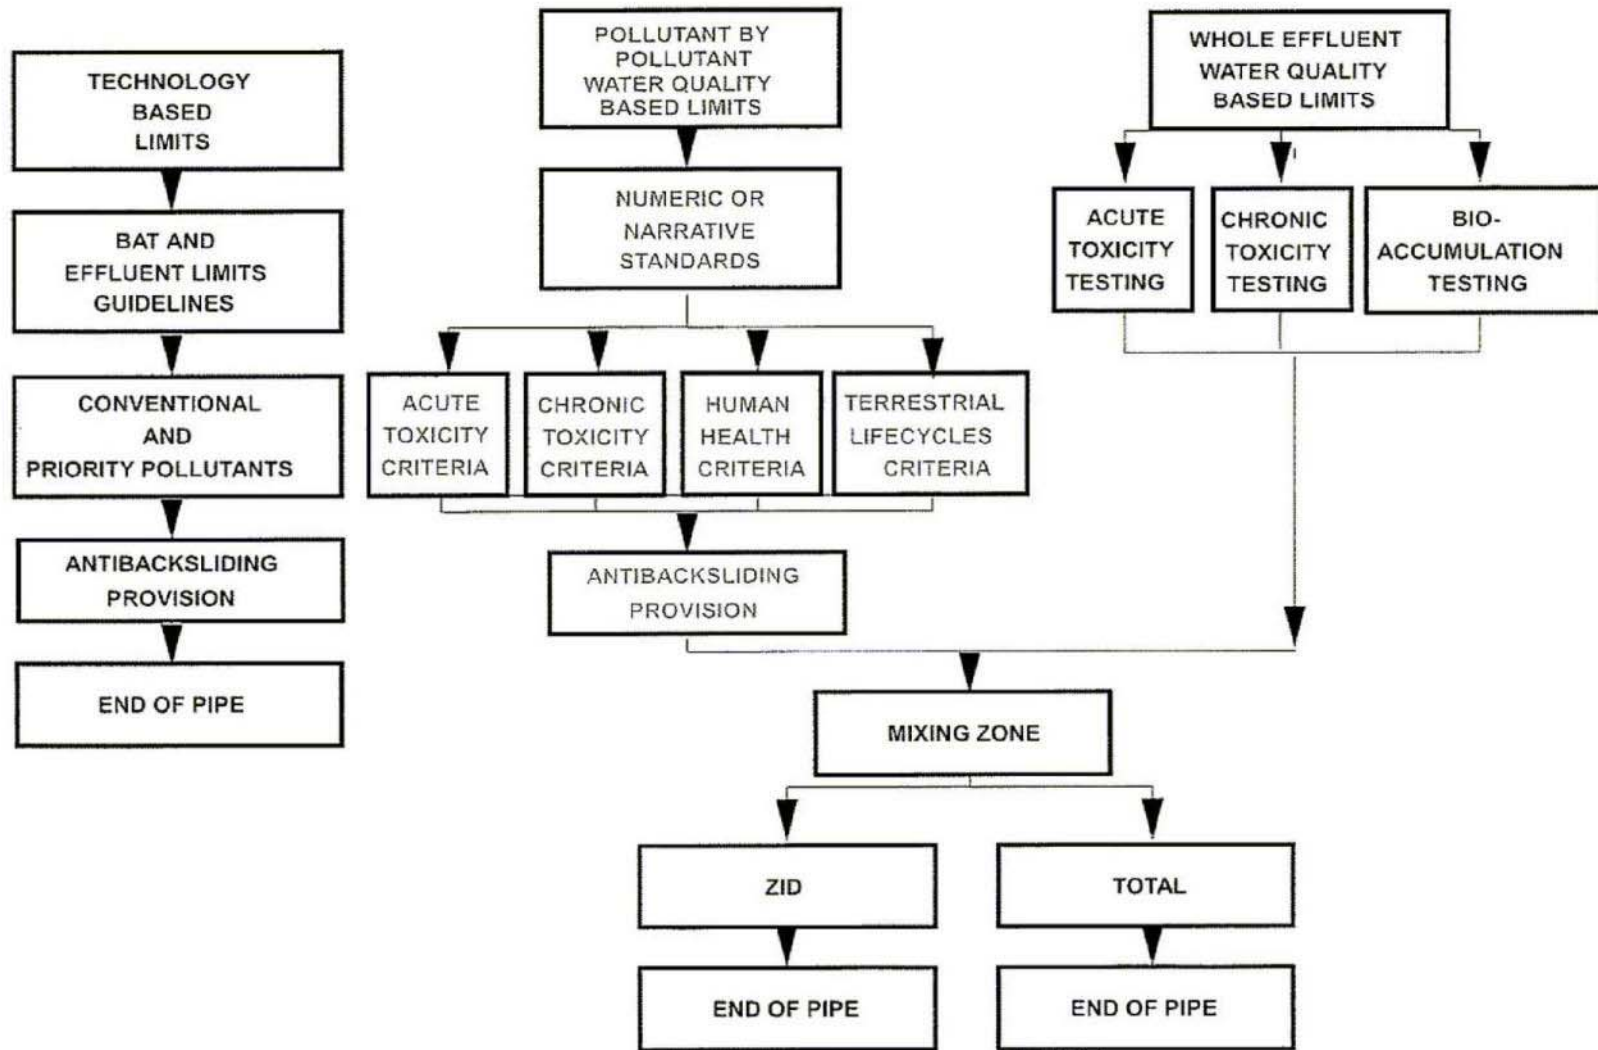 TECHNOLOGY
BASED
LIMITS
BAT AND
EFFLUENT LIMITS
GUIDELINES
CONVENTIONAL
AND
PRIORITY POLLUTANTS
ANTIBACKSLIDING
PROVISION
END OF PIPE
POLLUTANT BY
POLLUTANT
WATER QUALITY
BASED LIMITS
NUMERIC OR
NARRATIVE
STANDARDS
ACUTE
TOXICITY
CRITERIA
CHRONIC
TOXICITY
CRITERIA
HUMAN
HEALTH
CRITERIA
TERRESTRIAL
LIFECYCLES
CRITERIA
ANTIBACKSLIDING
PROVISION
WHOLE EFFLUENT
WATER QUALITY
BASED LIMITS
ACUTE
TOXICITY
TESTING
CHRONIC
TOXICITY
TESTING
BIO-
ACCUMULATION
TESTING
MIXING ZONE
ZID
END OF PIPE
TOTAL
END OF PIPE